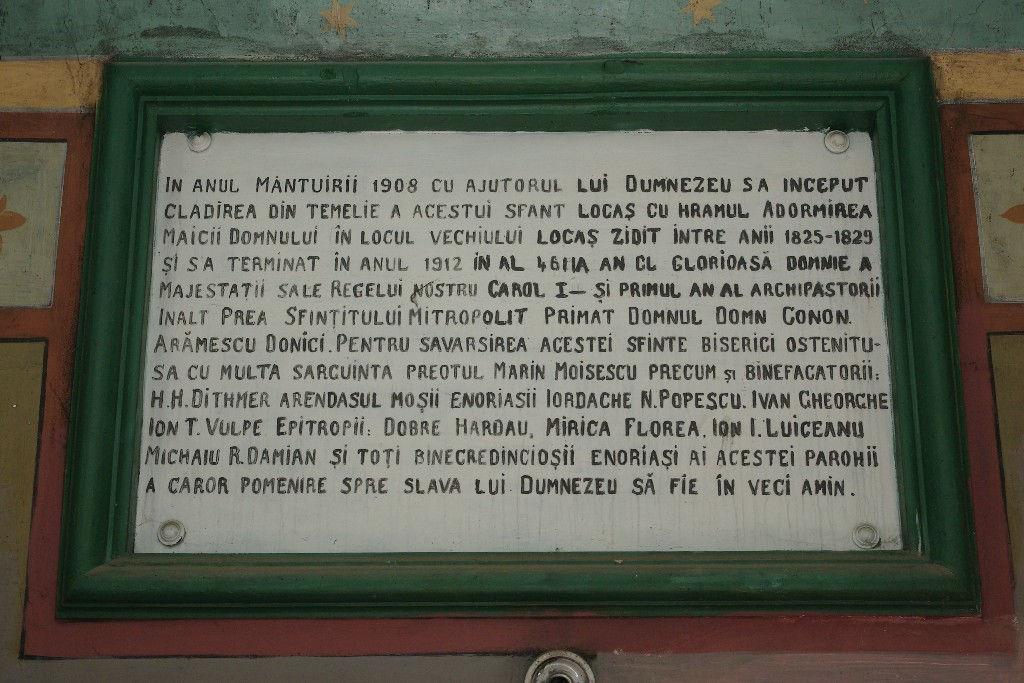 IN ANUL MÂNTUIRII 1908 CU AJUTORUL LUI DUMNEZEU SA INCEPUT
CLADIREA DIN TEMELIE A ACESTUI SFANT LOCAȘ CU HRAMUL ADORMIREA
MAICII DOMNULUI ÎN LOCUL VECHIULUI LOCAȘ ZIDIT ÎNTRE ANII 1825-1829
ȘI SA TERMINAT ÎN ANUL 1912 ÎN AL AN CL GLORIOASĂ DOMNIE A
MAJESTATII SALE REGELUI NOSTRU CAROL I- ȘI PRIMUL AN AL ARCHIPASTORII
INALT PREA SFINȚITULUI MITROPOLIT PRIMAT DOMNUL DOMN CONON.
ARĂMESCU DONICI. PENTRU SAVARSIREA ACESTEI SFINTE BISERICI OSTENITU-
SA CU MULTA SARCUINTA PREOTUL MARIN MOISESCU PRECUM ȘI BINEFACATORII:
H.H. DITHMER ARENDASUL MOȘII ENORIASII IORDACHE N. POPESCU. IVAN GHEORGHE
ION T. VULPE EPITROPII: DOBRE HARDAU, MIRICA FLOREA, ION I. LUICEANU
MICHAIU R. DAMIAN ȘI TOȚI BINECREDINCIOȘII ENORIAȘI AI ACESTEI PAROHII
A CAROR POMENIRE SPRE SLAVA LUI DUMNEZEU SĂ FIE ÎN VECI AMIN.